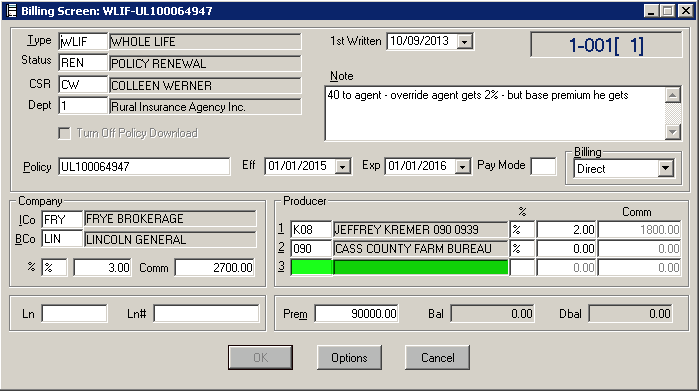 Billing Screen: WLIF-UL100064947
Type WLIF WHOLE LIFE 1st Written 10/09/2013 1-001[ 1]
Status REN POLICY RENEWAL
CSR CW COLLEEN WERNER Note
Dept 1 Rural Insurance Agency Inc. 40 to agent - override agent gets 2% - but base premium he gets
Turn Off Policy Download
Policy UL100064947 Eff 01/01/2015 Exp 01/01/2016 Pay Mode Billing Direct
Company Producer % Comm
ICo FRY FRYE BROKERAGE 1 K08 JEFFREY KREMER 090 0939 % 2.00 1800.00
BCo LIN LINCOLN GENERAL 2 090 CASS COUNTY FARM BUREAU % 0.00 0.00
% % 3.00 Comm 2700.00 3 0.00 0.00
Ln Ln# Prem 90000.00 Bal 0.00 Dbal 0.00
OK Options Cancel